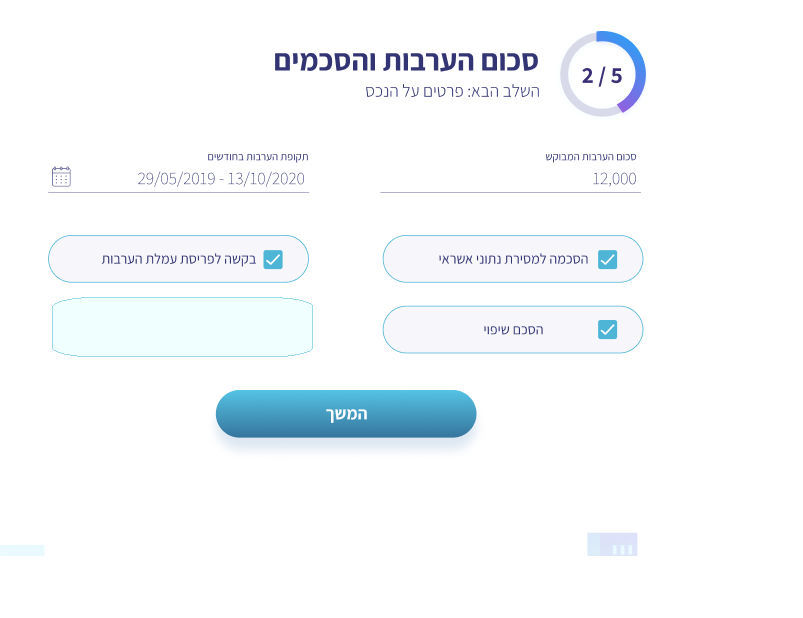 2 / 5
סכום הערבות והסכמים
השלב הבא: פרטים על הנכס
סכום הערבות המבוקש
12,000
תקופת הערבות בחודשים
29/05/2019 - 13/10/2020
הסכמה למסירת נתוני אשראי
בקשה לפריסת עמלת הערבות
הסכם שיפוי
המשך